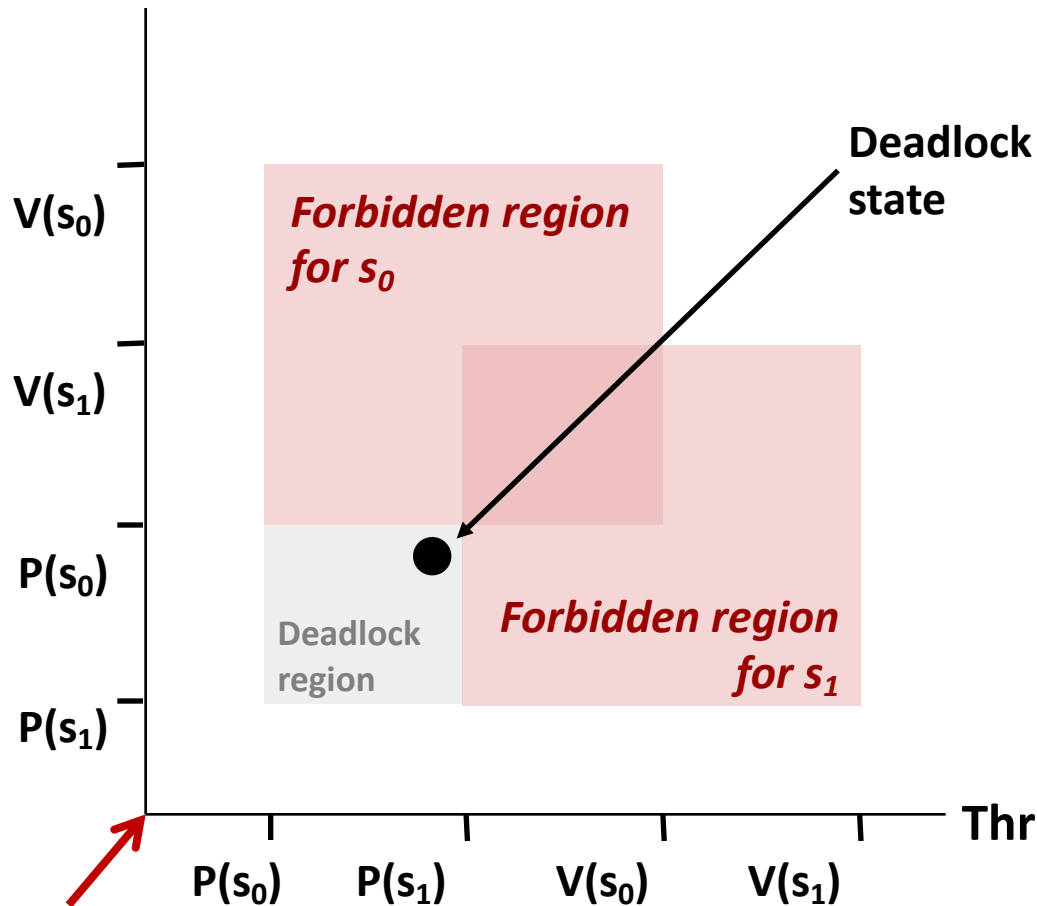 Deadlock
state
V(s₀)
Forbidden region
for s₀
V(s₁)
P(s₀)
Deadlock
region
Forbidden region
for s₁
P(s₁)
Thr
P(s₀) P(s₁) V(s₀) V(s₁)